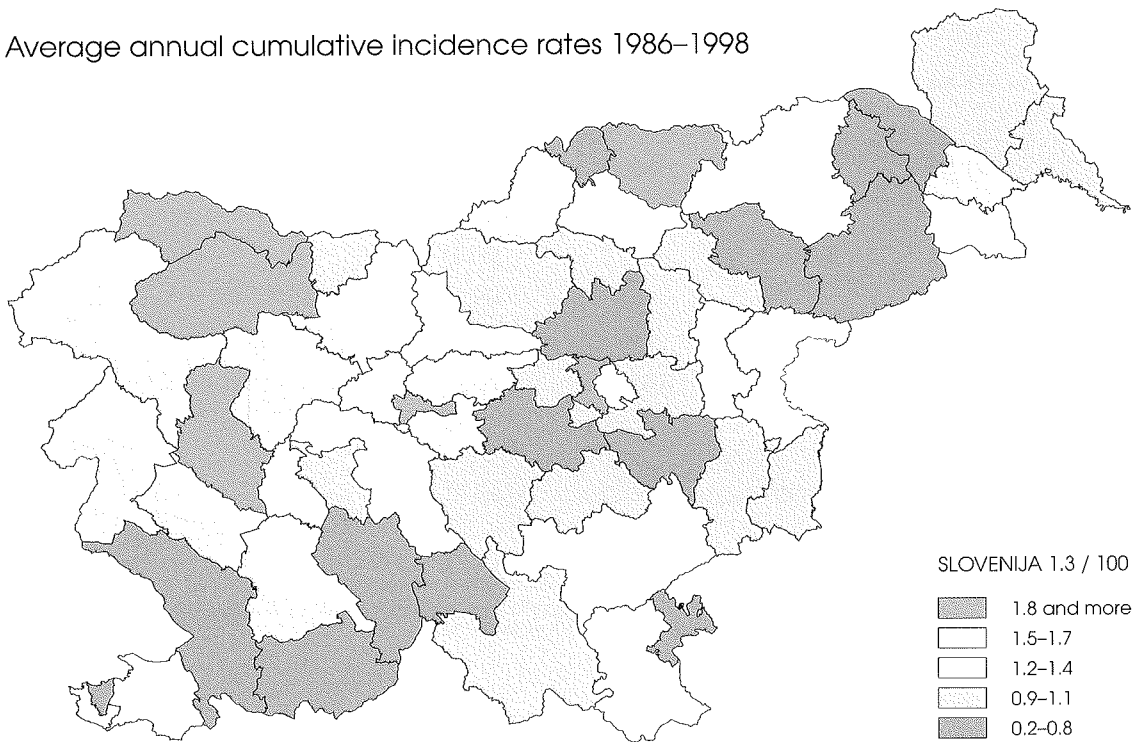 Average annual cumulative incidence rates 1986–1998
SLOVENIJA 1.3 / 100
1.8 and more
1.5–1.7
1.2–1.4
0.9–1.1
0.2–0.8